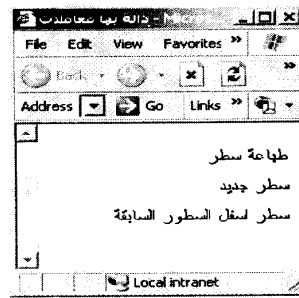 دالة بها معاملات - Micros
File Edit View Favorites »
Back
»
Address Go Links »
طباعة سطر
سطر جديد
سطر اسفل السطور السابقة
Local intranet